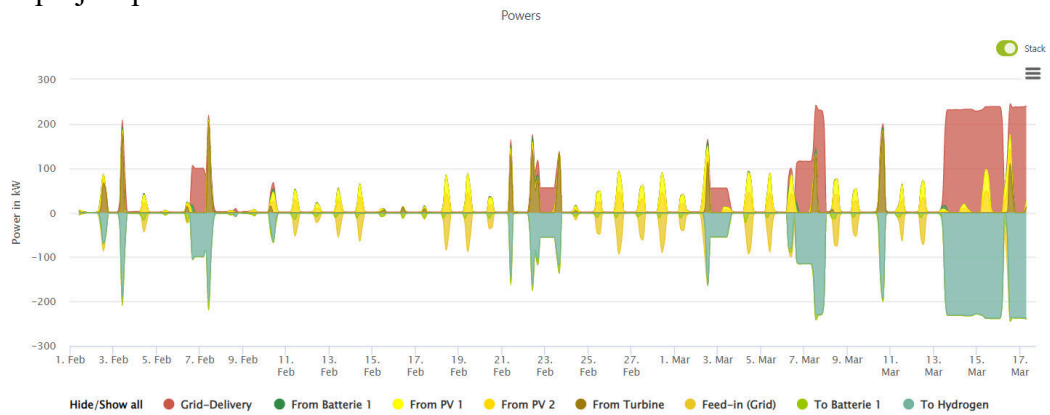 Powers
Stack
Power in kW
300
200
100
0
-100
-200
-300
1. Feb
3. Feb
5. Feb
7. Feb
9. Feb
11. Feb
13. Feb
15. Feb
17. Feb
19. Feb
21. Feb
23. Feb
25. Feb
27. Feb
1. Mar
3. Mar
5. Mar
7. Mar
9. Mar
11. Mar
13. Mar
15. Mar
17. Mar
Hide/Show all Grid-Delivery From Batterie 1 From PV 1 From PV 2 From Turbine Feed-in (Grid) To Batterie 1 To Hydrogen